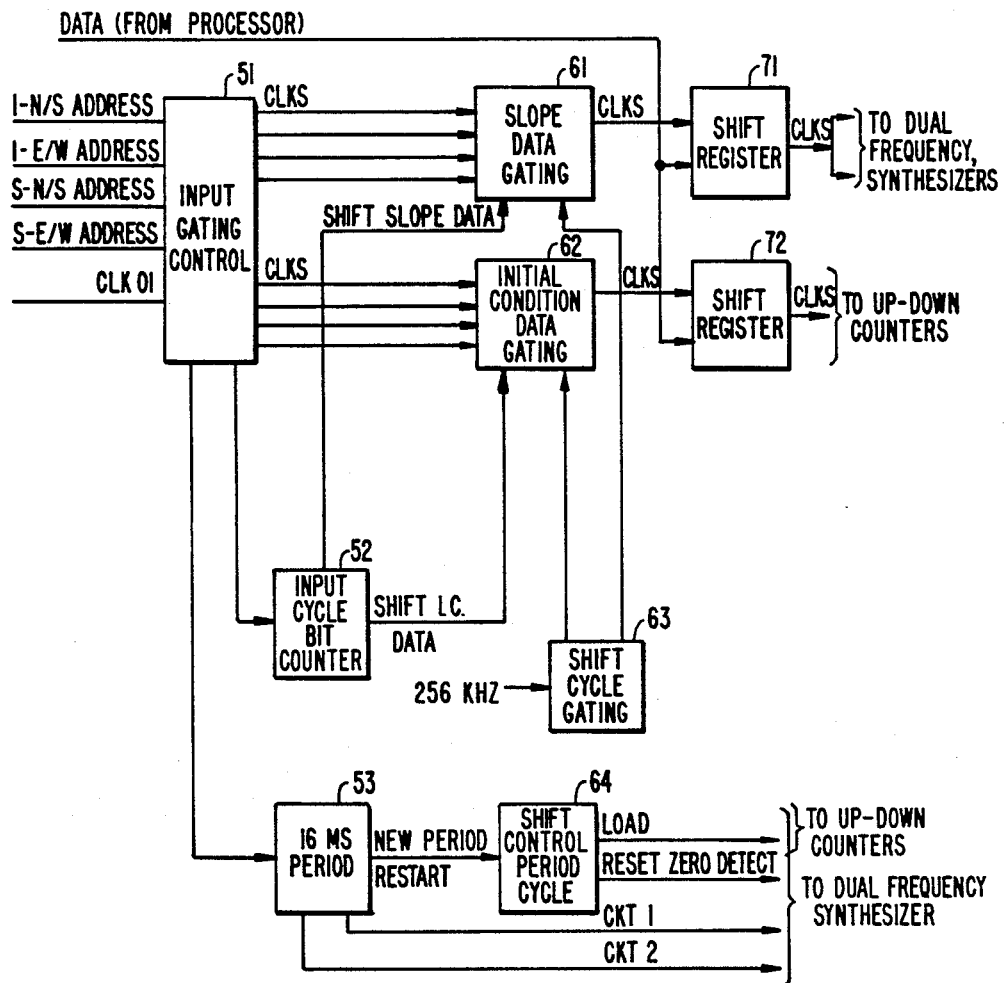 DATA (FROM PROCESSOR)
51
61
71
1-N/S ADDRESS
1-E/W ADDRESS
S-N/S ADDRESS
S-E/W ADDRESS
CLK 01
INPUT
GATING
CONTROL
CLKS
SLOPE
DATA
GATING
CLKS
SHIFT
REGISTER
CLKS
TO DUAL
FREQUENCY,
SYNTHESIZERS
SHIFT SLOPE DATA
62
72
CLKS
INITIAL
CONDITION
DATA
GATING
CLKS
SHIFT
REGISTER
CLKS
TO UP-DOWN
COUNTERS
52
INPUT
CYCLE
BIT
COUNTER
SHIFT I.C.
DATA
63
256 KHZ
SHIFT
CYCLE
GATING
53
16 MS
PERIOD
NEW PERIOD
RESTART
64
SHIFT
CONTROL
PERIOD
CYCLE
LOAD
RESET ZERO DETECT
CKT 1
CKT 2
TO UP-DOWN
COUNTERS
TO DUAL FREQUENCY
SYNTHESIZER